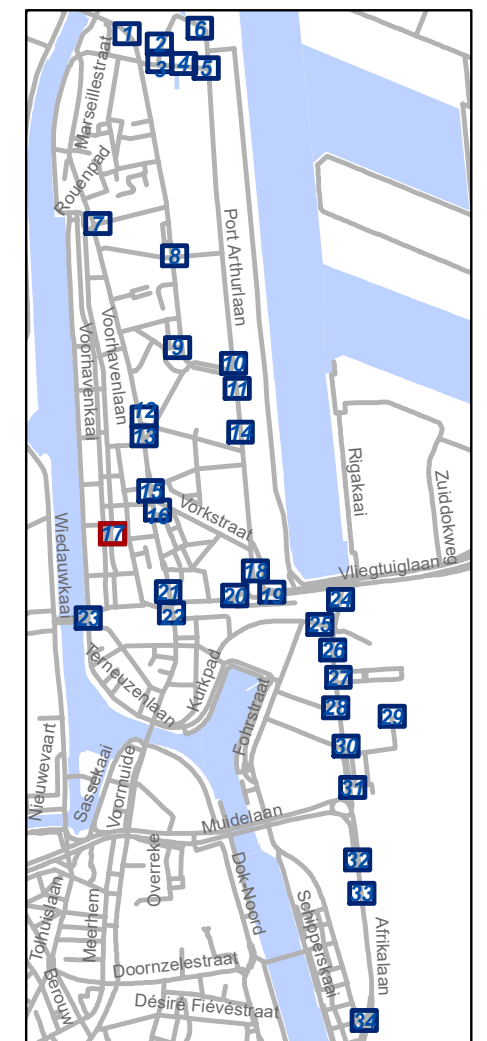 1
2
6
3
4
5
Marseillestraat
Rouenpad
7
8
Port Arthurlaan
9
10
11
Voorhavenlaan
Voorhavenkaai
12
13
14
15
16
Vorkstraat
17
Rigakaai
Zuiddokweg
Wiedauwkaai
18
19
20
21
22
23
Vliegtuiglaan
24
25
26
27
28
29
30
31
Terneuzenlaan
Kurkpad
Fohrstraat
Nieuwevaart
Sassekaai
Voormuide
Muidelaan
Overreke
Dok-Noord
32
33
Tolhuislaan
Meerhem
Schipperskaai
Afrikalaan
Doornzelestraat
Berouw
Désiré Fiévéstraat
34